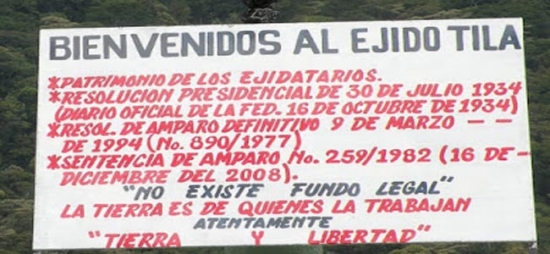 BIENVENIDOS AL EJIDO TILA
*PATRIMONIO DE LOS EJIDATARIOS.
*RESOLUCION PRESIDENCIAL DE 30 DE JULIO 1934
(DIARIO OFICIAL DE LA FED. 16 DE OCTUBRE DE 1934)
*RESOL. DE AMPARO DEFINITIVO 9 DE MARZO — —
DE 1994 (No. 890/1977)
*SENTENCIA DE AMPARO No. 259/1982 (16 DE —
DICIEMBRE DEL 2008).
"NO EXISTE FUNDO LEGAL"
LA TIERRA ES DE QUIENES LA TRABAJAN
ATENTAMENTE
"TIERRA Y LIBERTAD"